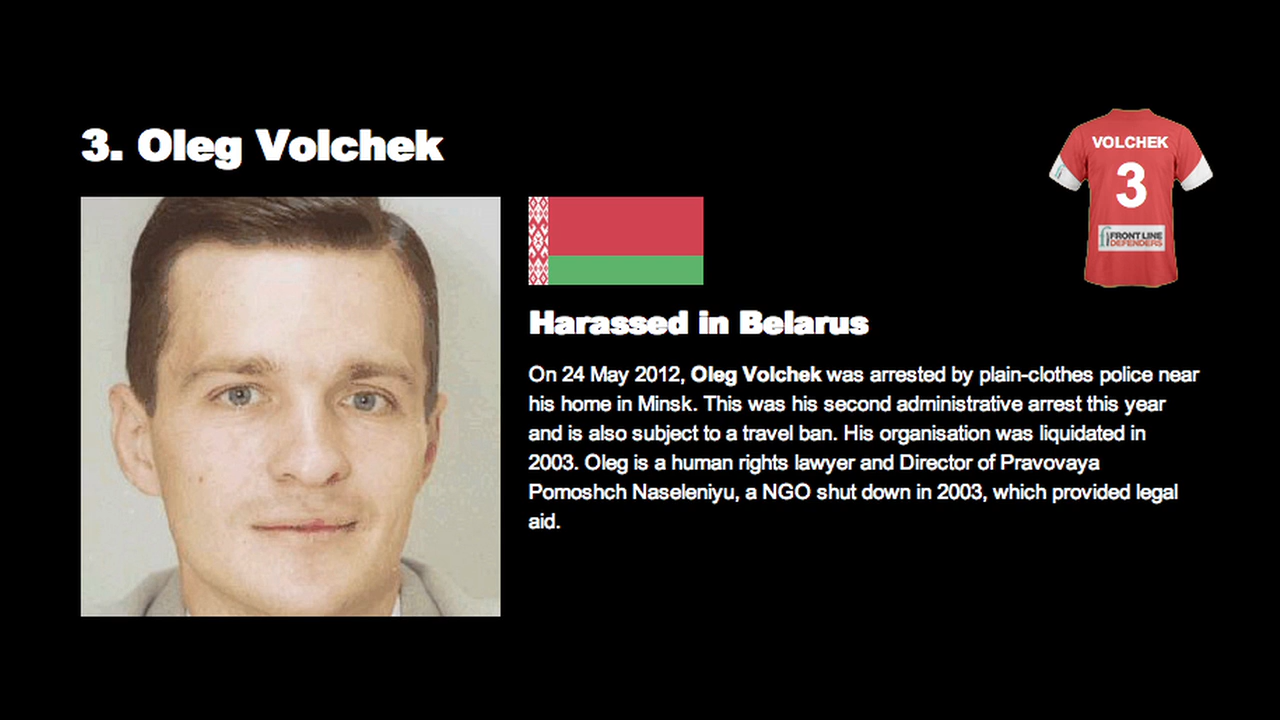 3. Oleg Volchek
VOLCHEK
3
FRONT LINE
DEFENDERS
Harassed in Belarus
On 24 May 2012, Oleg Volchek was arrested by plain-clothes police near
his home in Minsk. This was his second administrative arrest this year
and is also subject to a travel ban. His organisation was liquidated in
2003. Oleg is a human rights lawyer and Director of Pravovaya
Pomoshch Naseleniyu, a NGO shut down in 2003, which provided legal
aid.